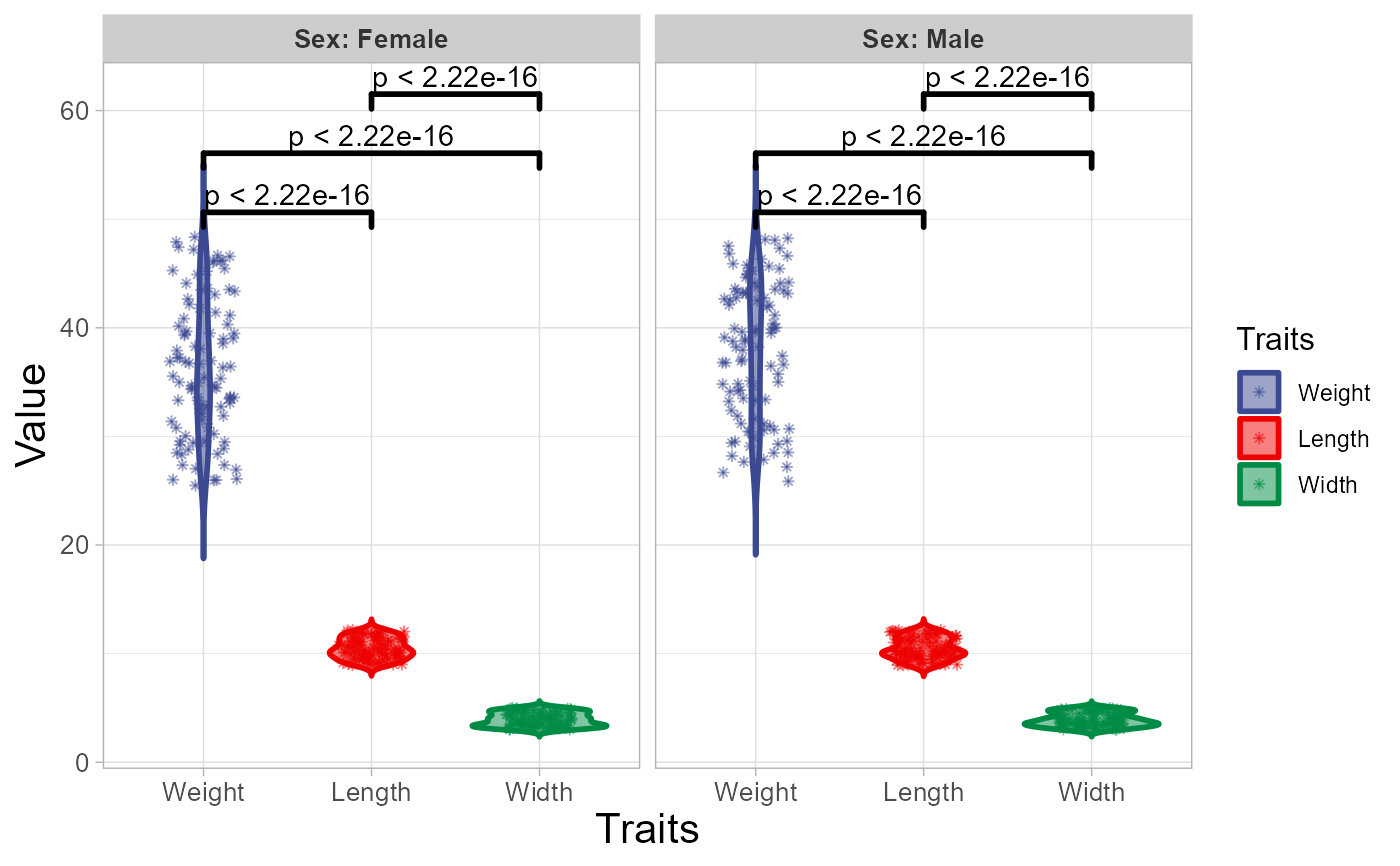 Sex: Female
Sex: Male
p < 2.22e-16
p < 2.22e-16
p < 2.22e-16
p < 2.22e-16
p < 2.22e-16
p < 2.22e-16
60
40
20
0
Value
Weight
Length
Width
Weight
Length
Width
Traits
Traits
Weight
Length
Width